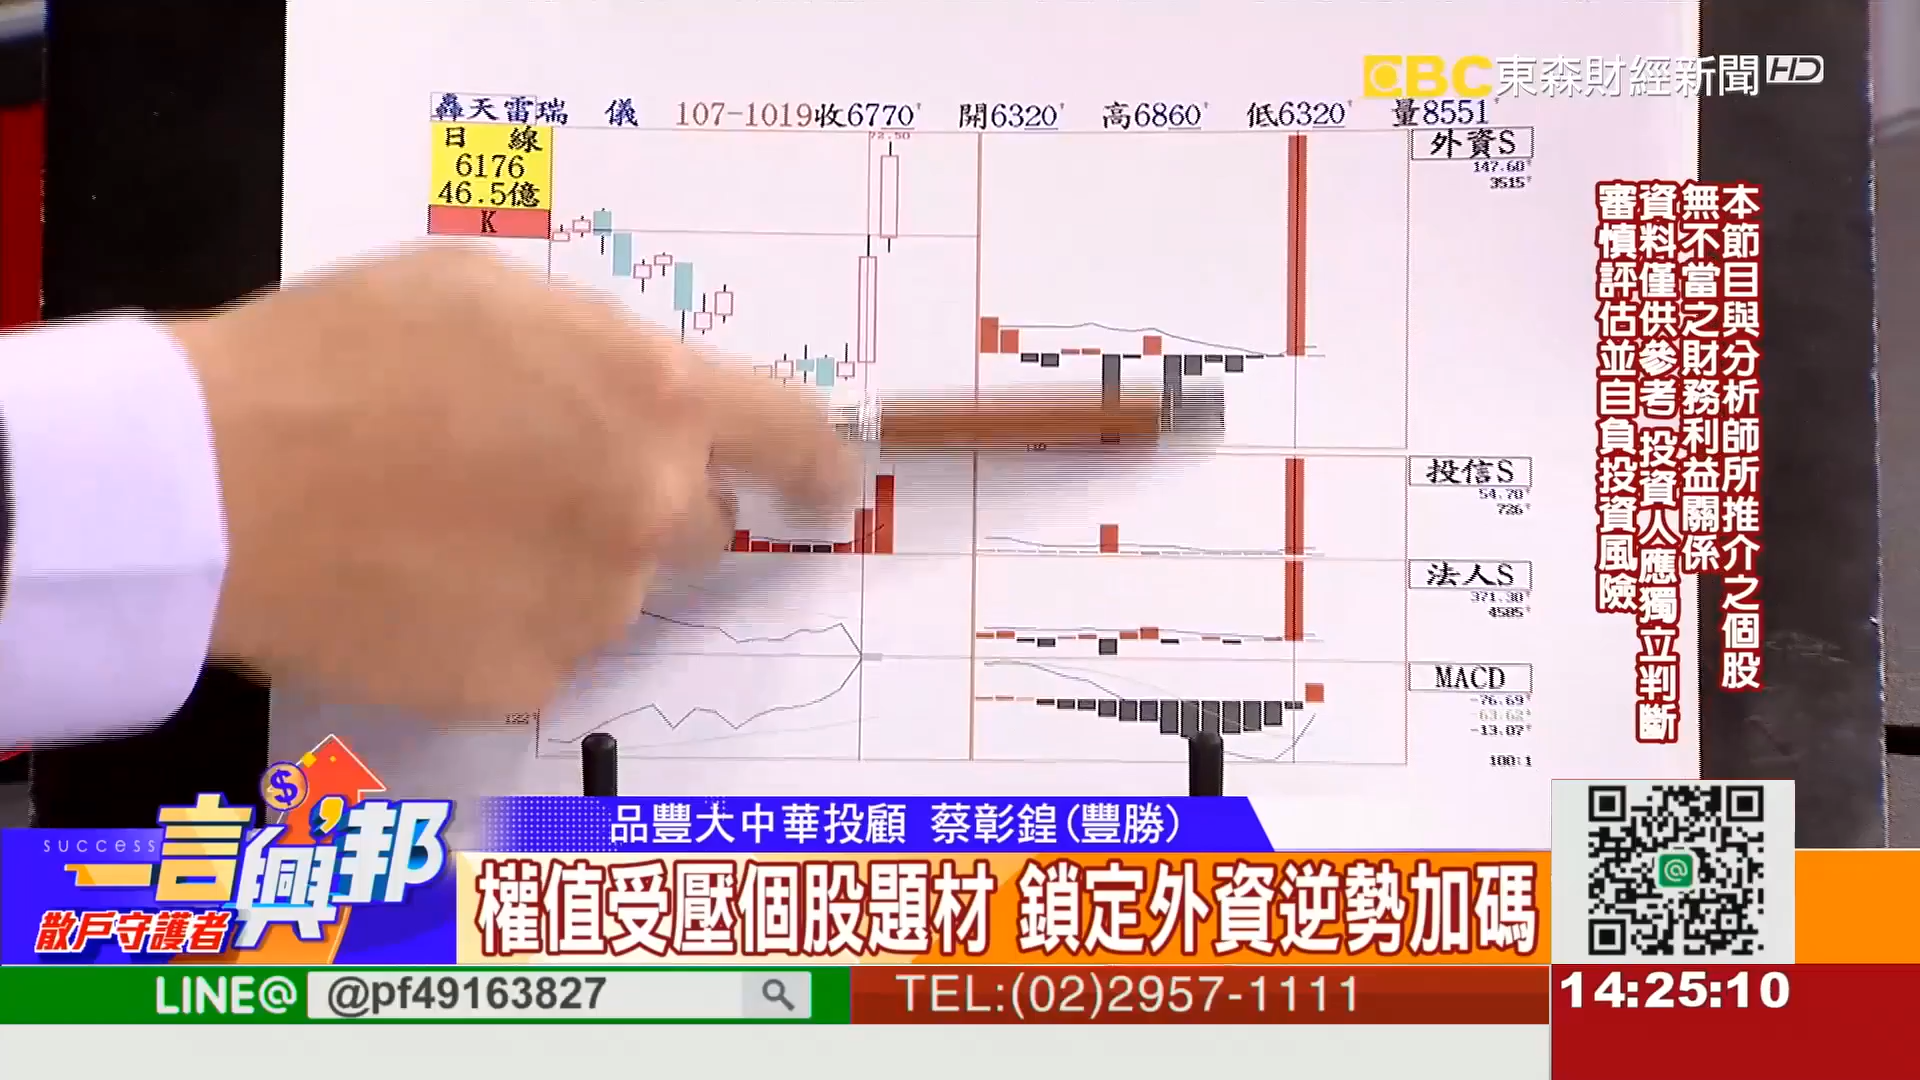 EBC 東森財經新聞 HD
轟天雷瑞 儀 107-1019收6770 開6320 高6860 低6320 量8551
日 線
6176
46.5億
K
72.50
外資S
147.60
3515
投信S
54.70
726
法人S
371.30
4585
MACD
-76.69
-63.62
-13.07
100:1
122
本節目與分析師所推介之個股
無不當之財務利益關係
資料僅供參考 投資人應獨立判斷
審慎評估並自負投資風險
success
一言興邦
散戶守護者
品豐大中華投顧 蔡彰鍠(豐勝)
權值受壓個股題材 鎖定外資逆勢加碼
LINE@ @pf49163827
TEL:(02)2957-1111
14:25:10